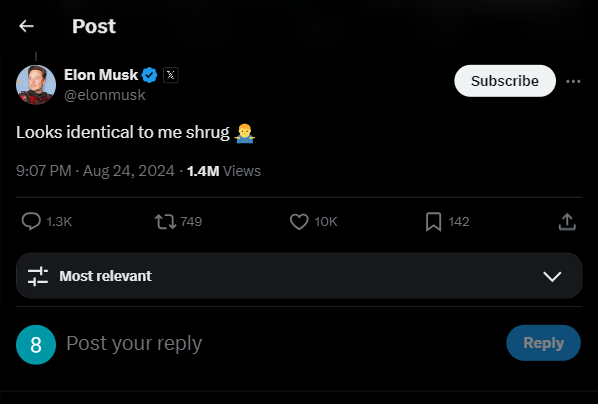 Post
Elon Musk
Subscribe
@elonmusk
Looks identical to me shrug 🤷‍♂️
9:07 PM · Aug 24, 2024 · 1.4M Views
1.3K 749 10K 142
Most relevant
8 Post your reply Reply